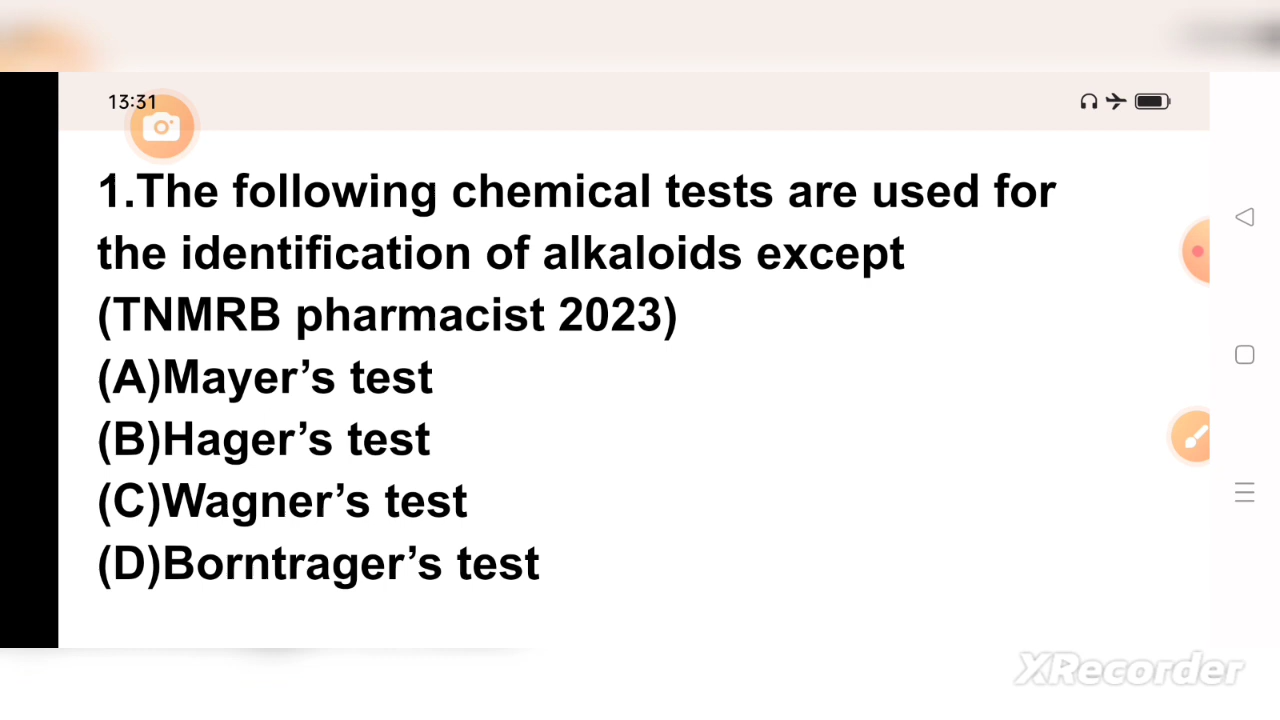 13:31
1.The following chemical tests are used for
the identification of alkaloids except
(TNMRB pharmacist 2023)
(A)Mayer’s test
(B)Hager’s test
(C)Wagner’s test
(D)Borntrager’s test
XRecorder